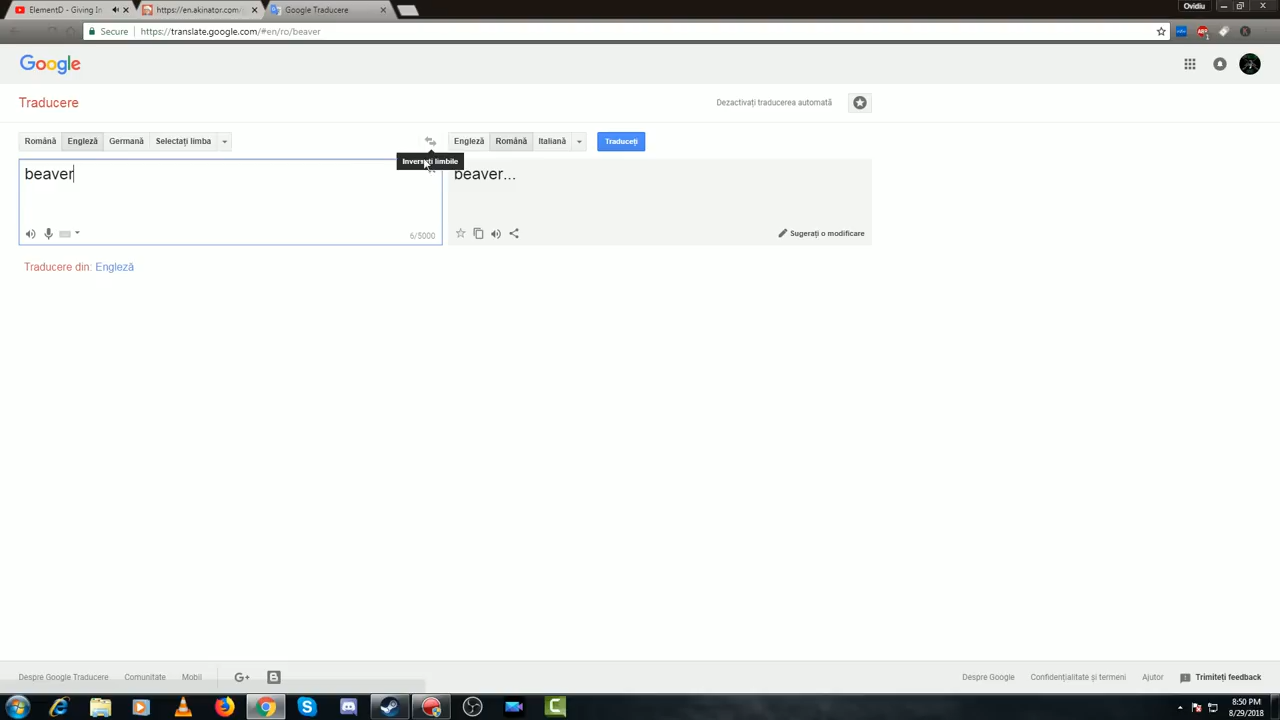 ElementD - Giving In
https://en.akinator.com/
Google Traducere
Ovidiu
Secure
https://translate.google.com/#en/ro/beaver
Google
Traducere
Dezactivați traducerea automată
Română Engleză Germană Selectați limba
Engleză Română Italiană Traduceți
Inversați limbile
beaver
beaver...
6/5000
Sugerați o modificare
Traducere din: Engleză
Despre Google Traducere Comunitate Mobil G+
Despre Google Confidențialitate și termeni Ajutor Trimiteți feedback
8:50 PM
8/29/2018